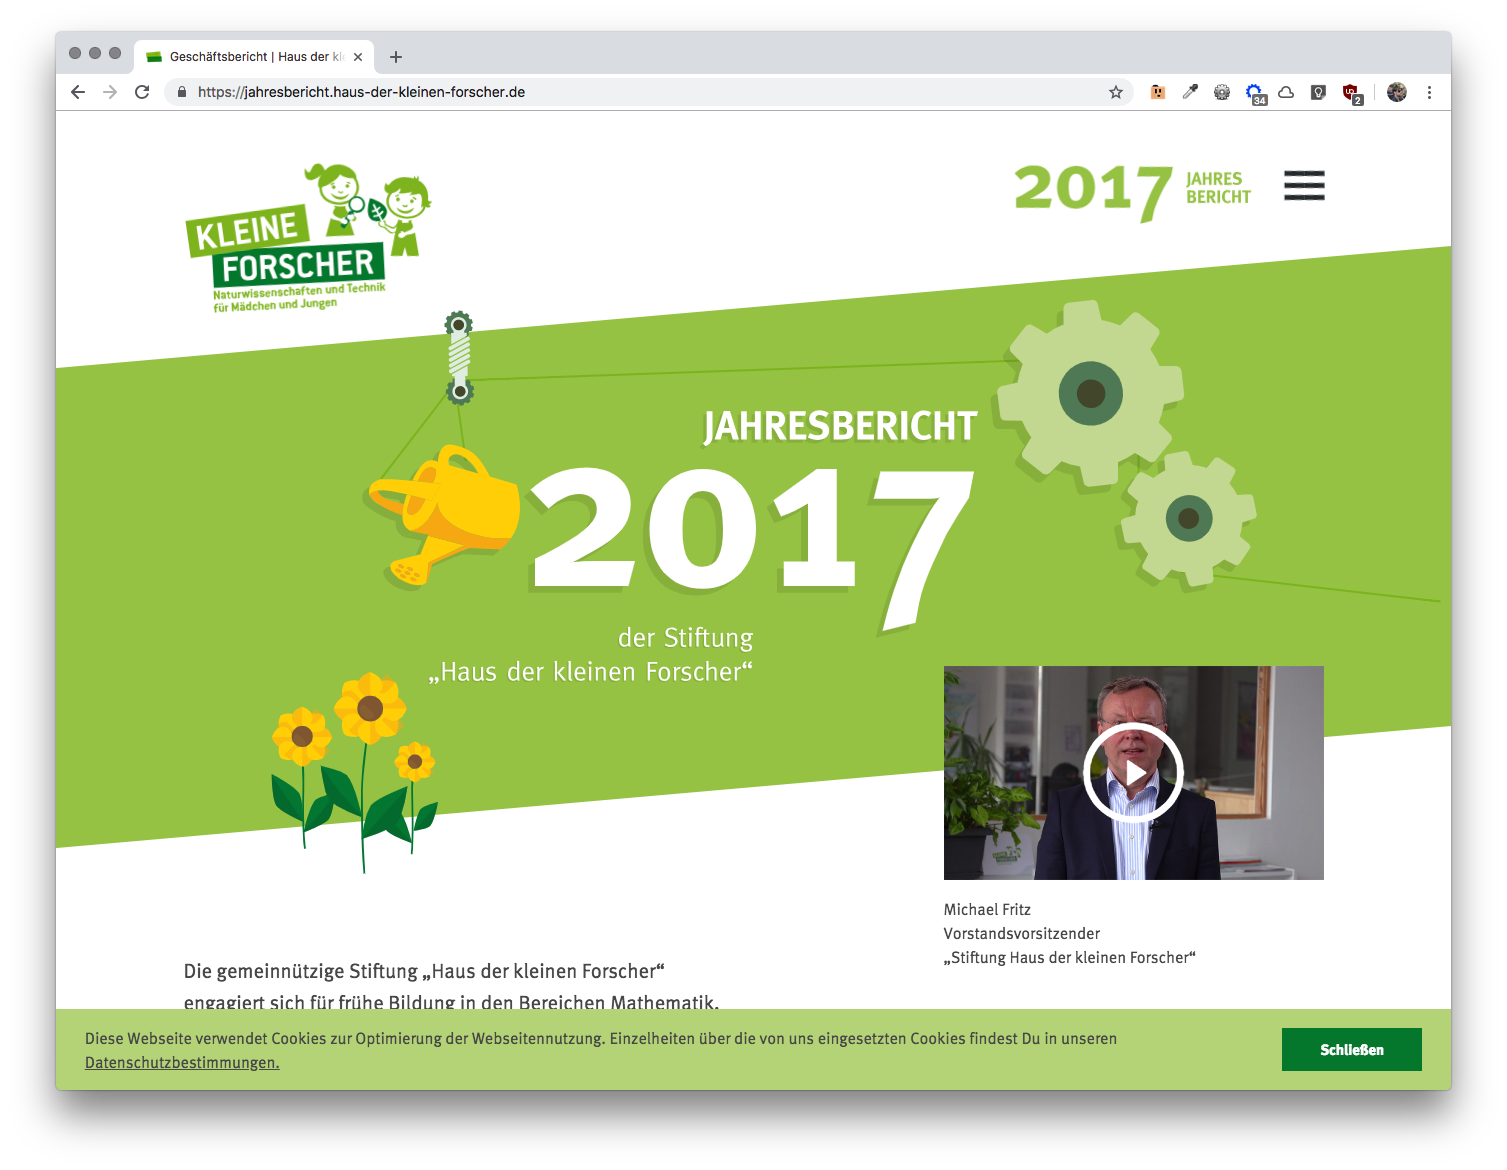 Geschäftsbericht | Haus der kl
https://jahresbericht.haus-der-kleinen-forscher.de
34
2
KLEINE
FORSCHER
Naturwissenschaften und Technik
für Mädchen und Jungen
2017 JAHRES
BERICHT
JAHRESBERICHT
2017
der Stiftung
„Haus der kleinen Forscher“
Michael Fritz
Vorstandsvorsitzender
„Stiftung Haus der kleinen Forscher“
Die gemeinnützige Stiftung „Haus der kleinen Forscher“
engagiert sich für frühe Bildung in den Bereichen Mathematik,
Diese Webseite verwendet Cookies zur Optimierung der Webseitennutzung. Einzelheiten über die von uns eingesetzten Cookies findest Du in unseren
Datenschutzbestimmungen.
Schließen